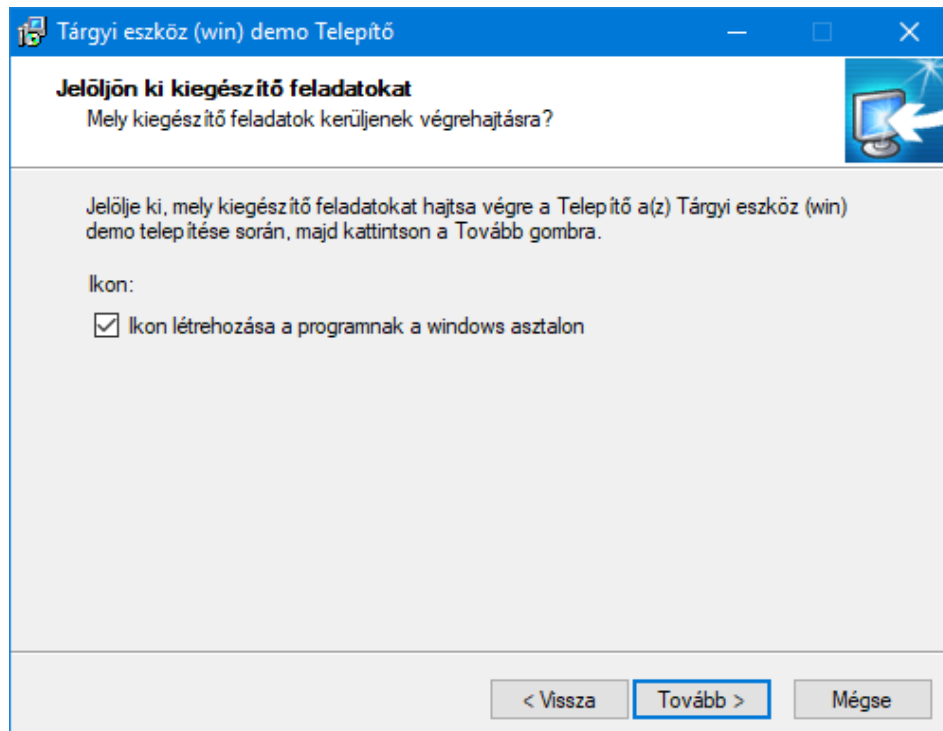 Tárgyi eszköz (win) demo Telepítő
Jelöljön ki kiegészítő feladatokat
Mely kiegészítő feladatok kerüljenek végrehajtásra?
Jelölje ki, mely kiegészítő feladatokat hajtsa végre a Telepítő a(z) Tárgyi eszköz (win)
demo telepítése során, majd kattintson a Tovább gombra.
Ikon:
Ikon létrehozása a programnak a windows asztalon
< Vissza Tovább > Mégse